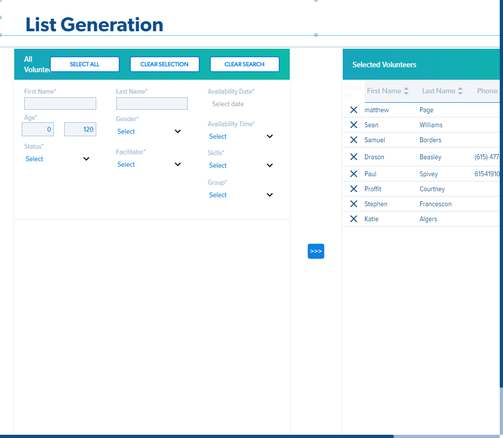 List Generation
All
Voluntee
SELECT ALL
CLEAR SELECTION
CLEAR SEARCH
First Name*
Last Name*
Availability Date*
Select date
Age*
0
120
Gender*
Select
Availability Time*
Select
Status*
Select
Facilitator*
Select
Skills*
Select
Group*
Select
>>>
Selected Volunteers
First Name Last Name Phone
matthew Page
Sean Williams
Samuel Borders
Drason Beasley (615) 477
Paul Spivey 61541910
Proffit Courtney
Stephen Francescon
Katie Algers